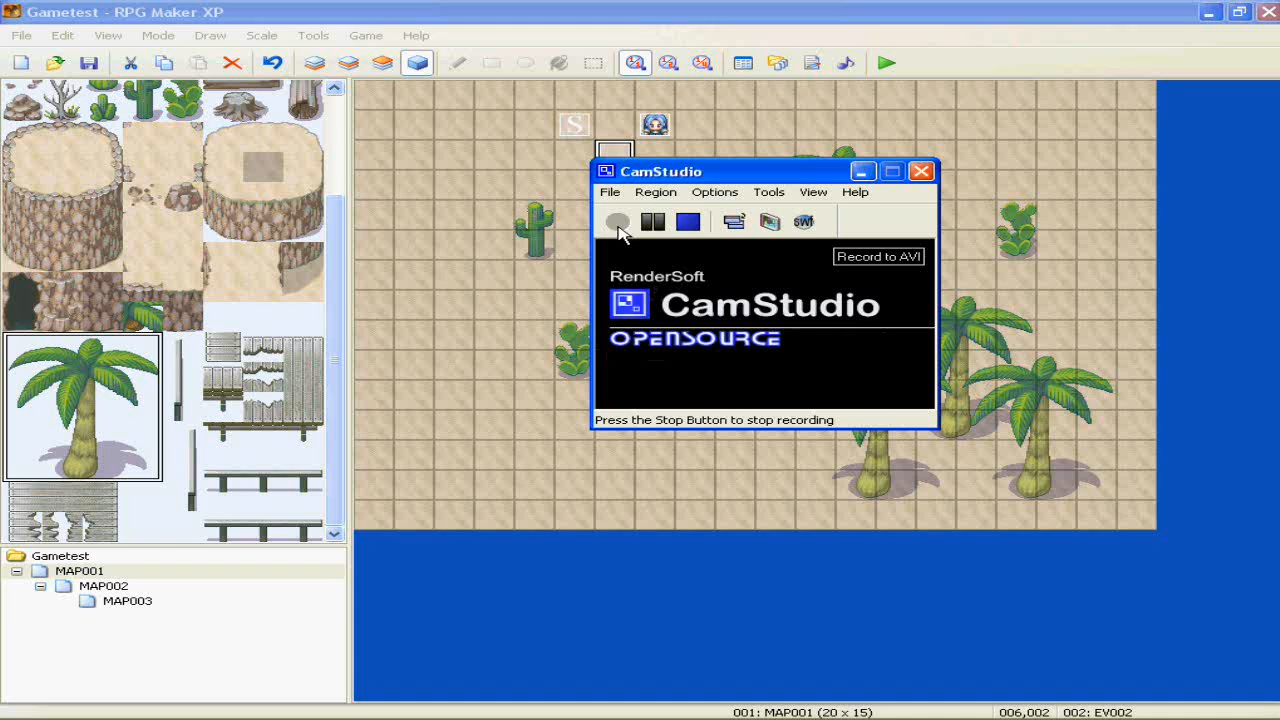 Gametest - RPG Maker XP
File Edit View Mode Draw Scale Tools Game Help
S
CamStudio
File Region Options Tools View Help
SWF
Record to AVI
RenderSoft
CamStudio
OPENSOURCE
Press the Stop Button to stop recording
Gametest
MAP001
MAP002
MAP003
001: MAP001 (20 x 15) 006,002 002: EV002